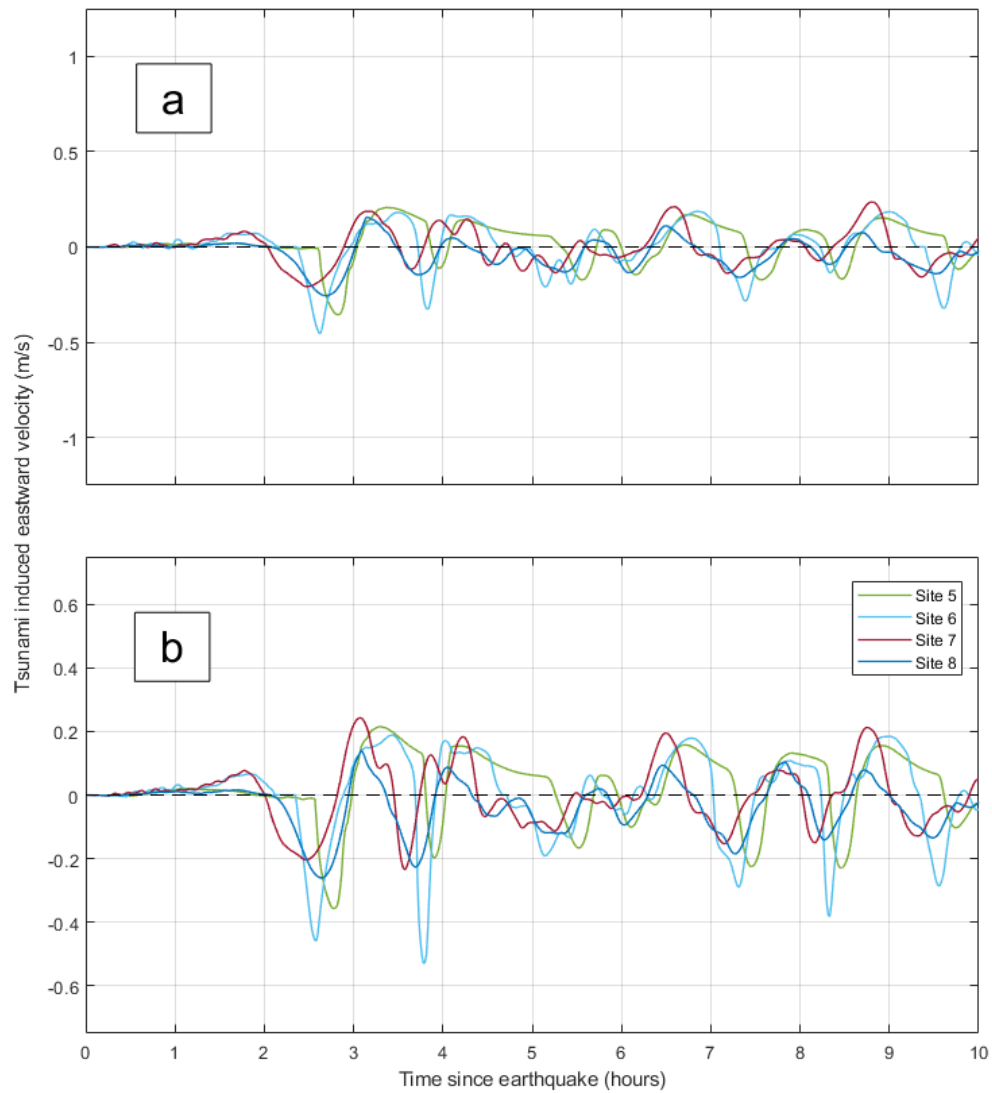 1
0.5
0
-0.5
-1
a
Tsunami induced eastward velocity (m/s)
0.6
0.4
0.2
0
-0.2
-0.4
-0.6
b
Site 5
Site 6
Site 7
Site 8
0 1 2 3 4 5 6 7 8 9 10
Time since earthquake (hours)